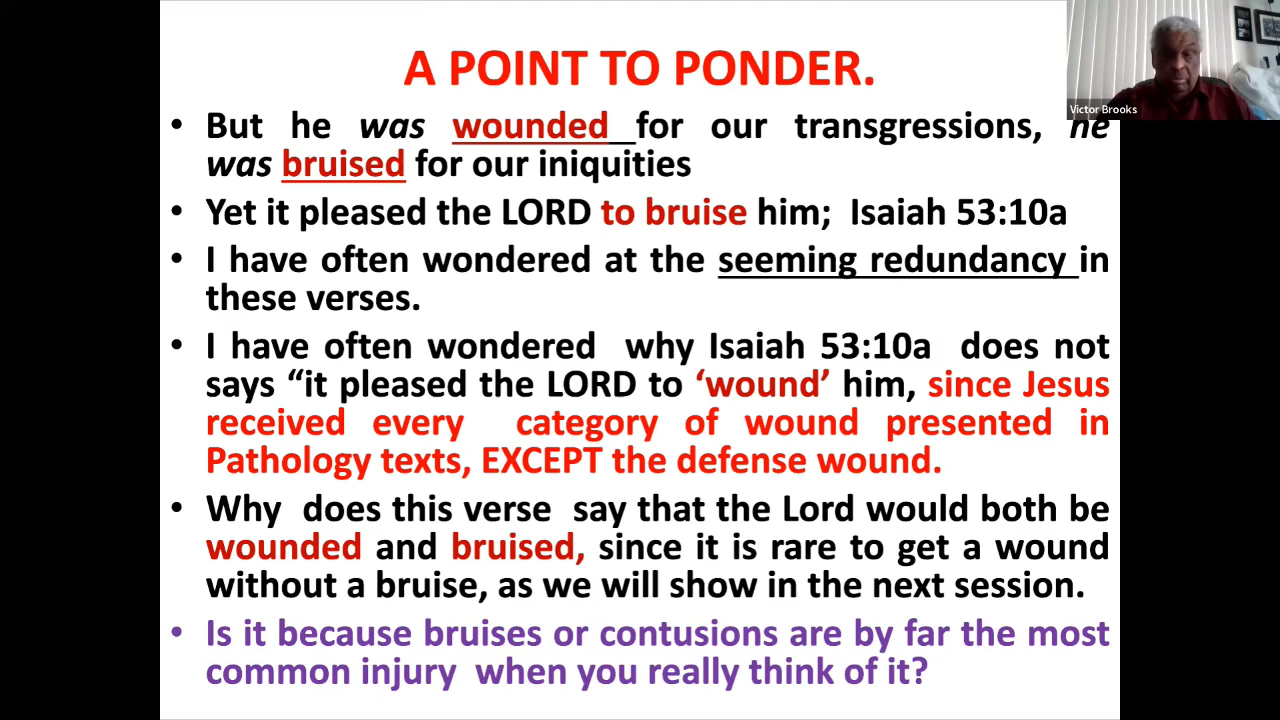 A POINT TO PONDER.
Victor Brooks
• But he was wounded for our transgressions, he
was bruised for our iniquities
• Yet it pleased the LORD to bruise him; Isaiah 53:10a
• I have often wondered at the seeming redundancy in
these verses.
• I have often wondered why Isaiah 53:10a does not
says “it pleased the LORD to ‘wound’ him, since Jesus
received every category of wound presented in
Pathology texts, EXCEPT the defense wound.
• Why does this verse say that the Lord would both be
wounded and bruised, since it is rare to get a wound
without a bruise, as we will show in the next session.
• Is it because bruises or contusions are by far the most
common injury when you really think of it?